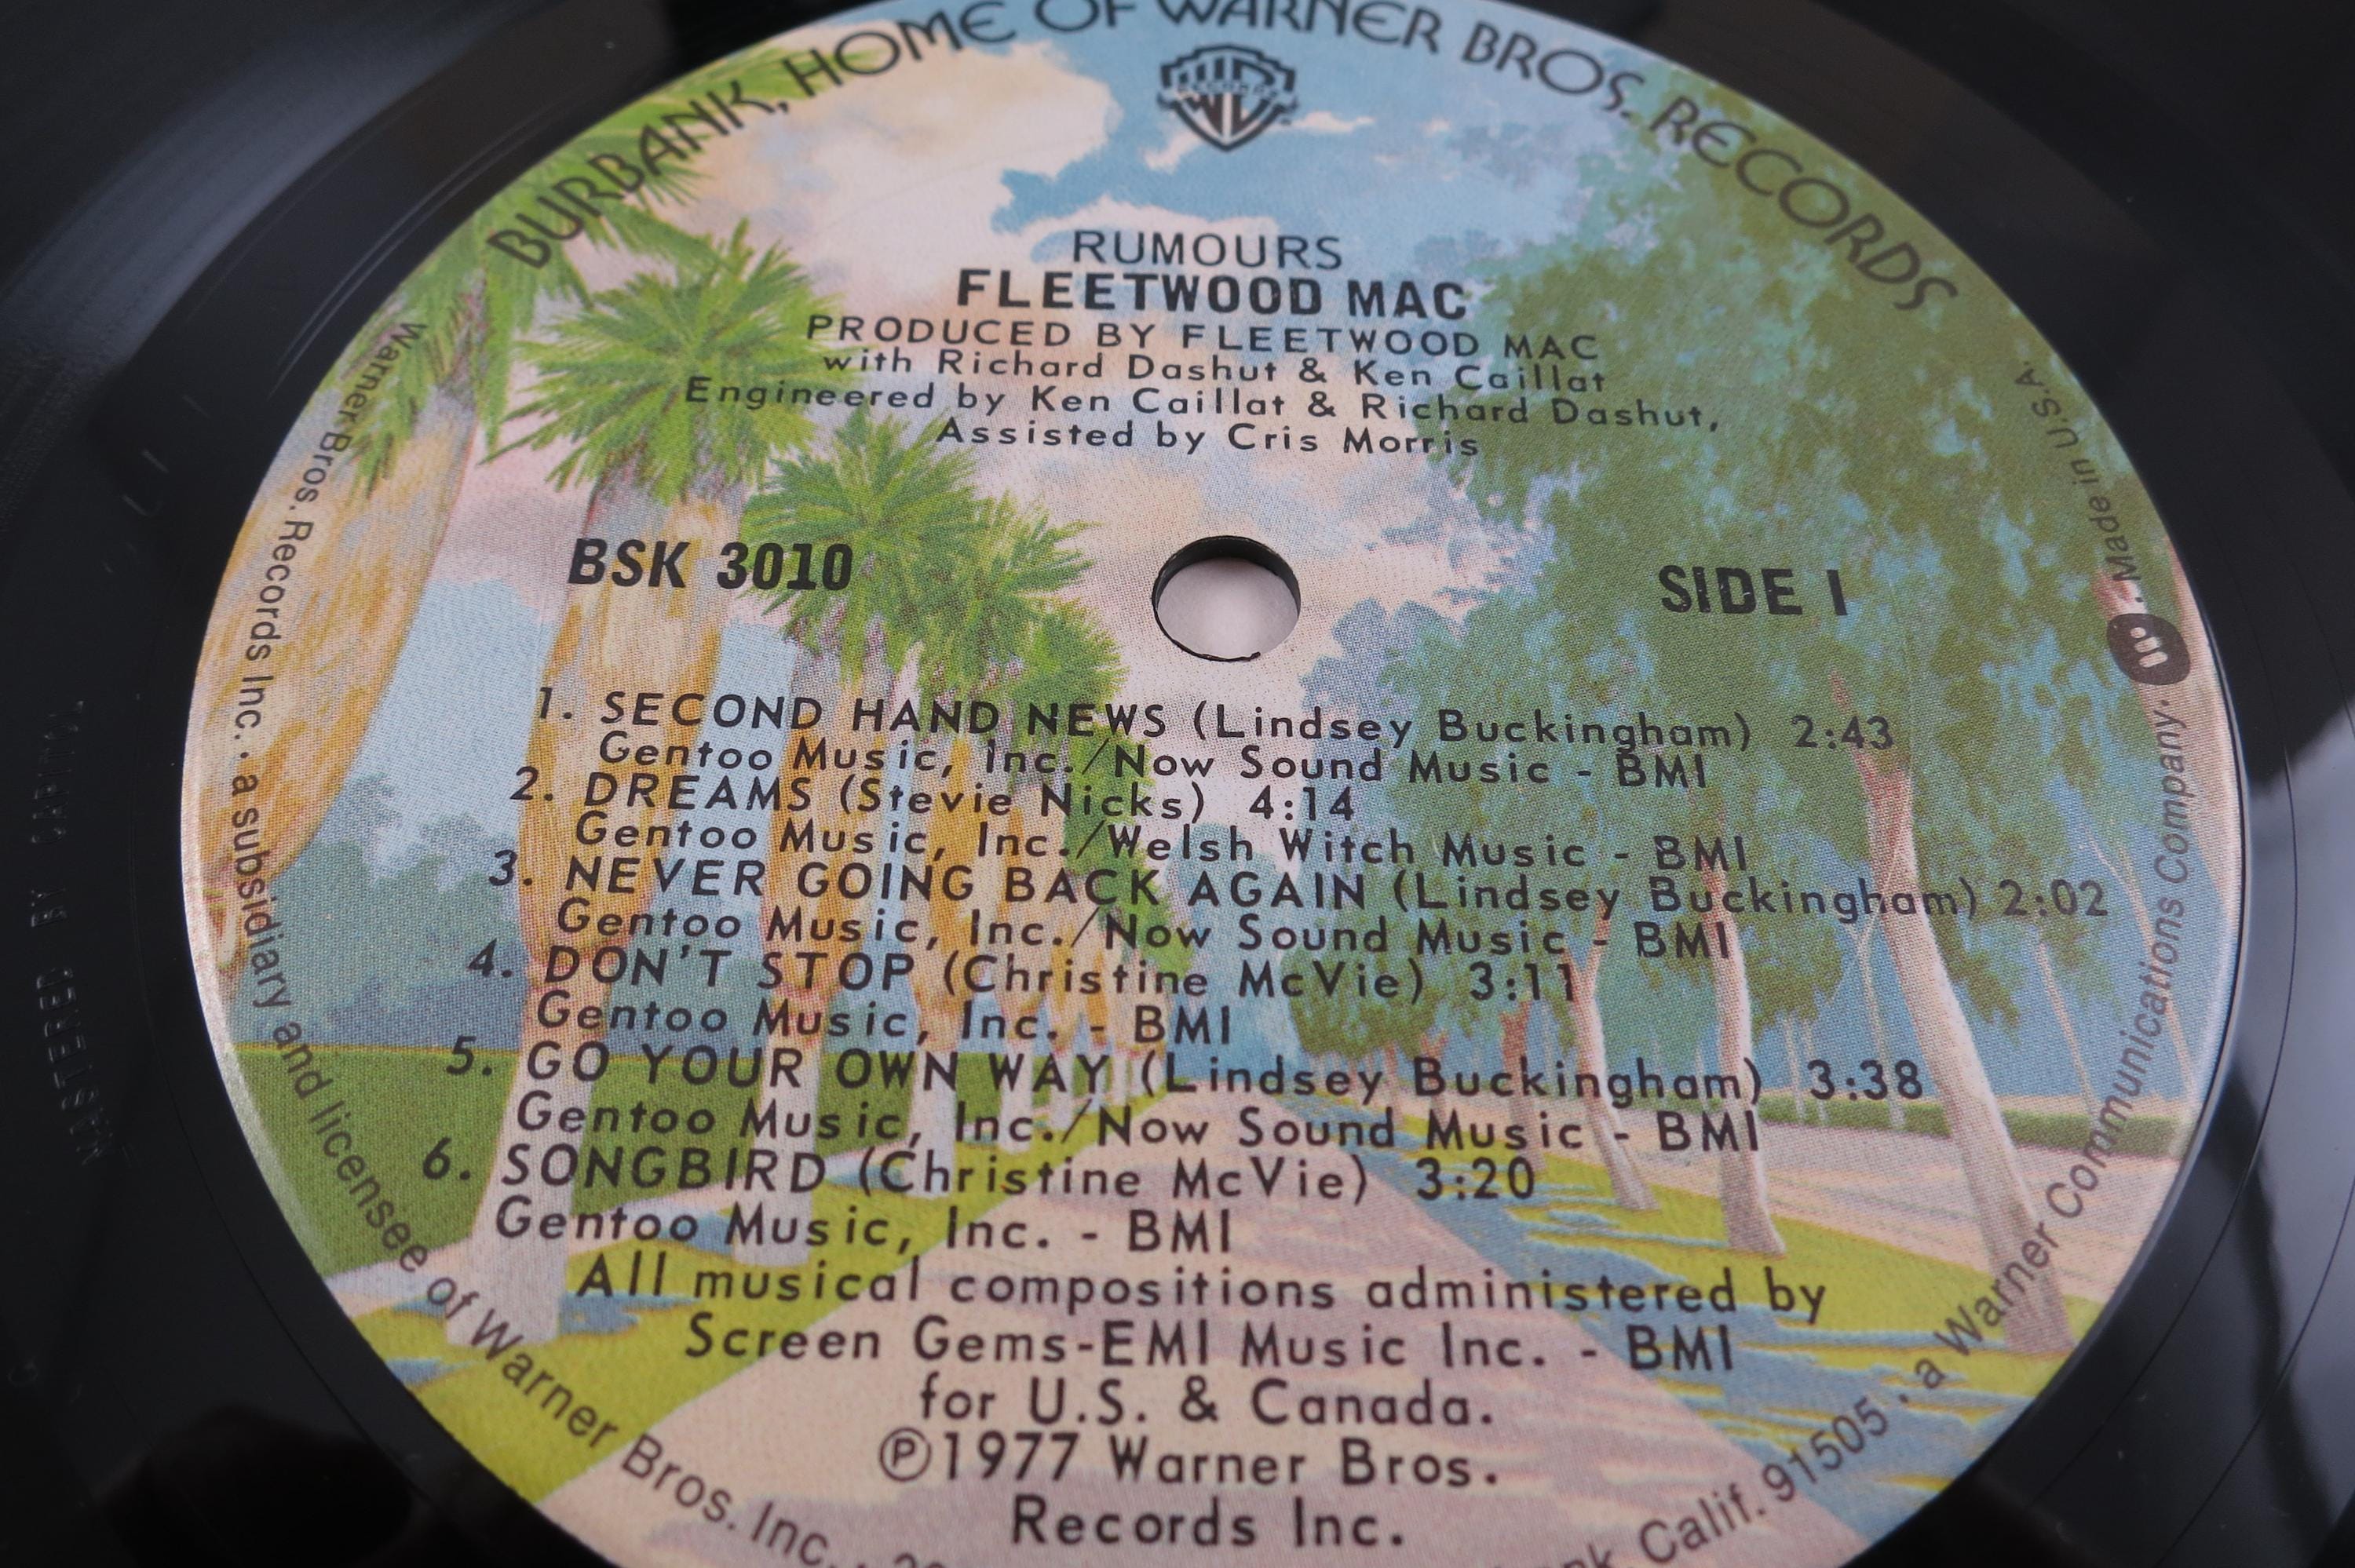 BURBANK, HOME OF WARNER BROS. RECORDS
RUMOURS
FLEETWOOD MAC
PRODUCED BY FLEETWOOD MAC
with Richard Dashut & Ken Caillat
Engineered by Ken Caillat & Richard Dashut,
Assisted by Cris Morris
BSK 3010
SIDE 1
1. SECOND HAND NEWS (Lindsey Buckingham) 2:43
Gentoo Music, Inc./Now Sound Music - BMI
2. DREAMS (Stevie Nicks) 4:14
Gentoo Music, Inc./Welsh Witch Music - BMI
3. NEVER GOING BACK AGAIN (Lindsey Buckingham) 2:02
Gentoo Music, Inc./Now Sound Music - BMI
4. DON'T STOP (Christine McVie) 3:11
Gentoo Music, Inc. - BMI
5. GO YOUR OWN WAY (Lindsey Buckingham) 3:38
Gentoo Music, Inc./Now Sound Music - BMI
6. SONGBIRD (Christine McVie) 3:20
Gentoo Music, Inc. - BMI
All musical compositions administered by
Screen Gems-EMI Music Inc. - BMI
for U.S. & Canada.
Ⓟ1977 Warner Bros.
Records Inc.
Warner Bros. Records Inc. · a subsidiary and licensee of Warner Bros. Inc.
Calif. 91505 · a Warner Communications Company · Made in U.S.A.
MASTERED BY CAPITOL